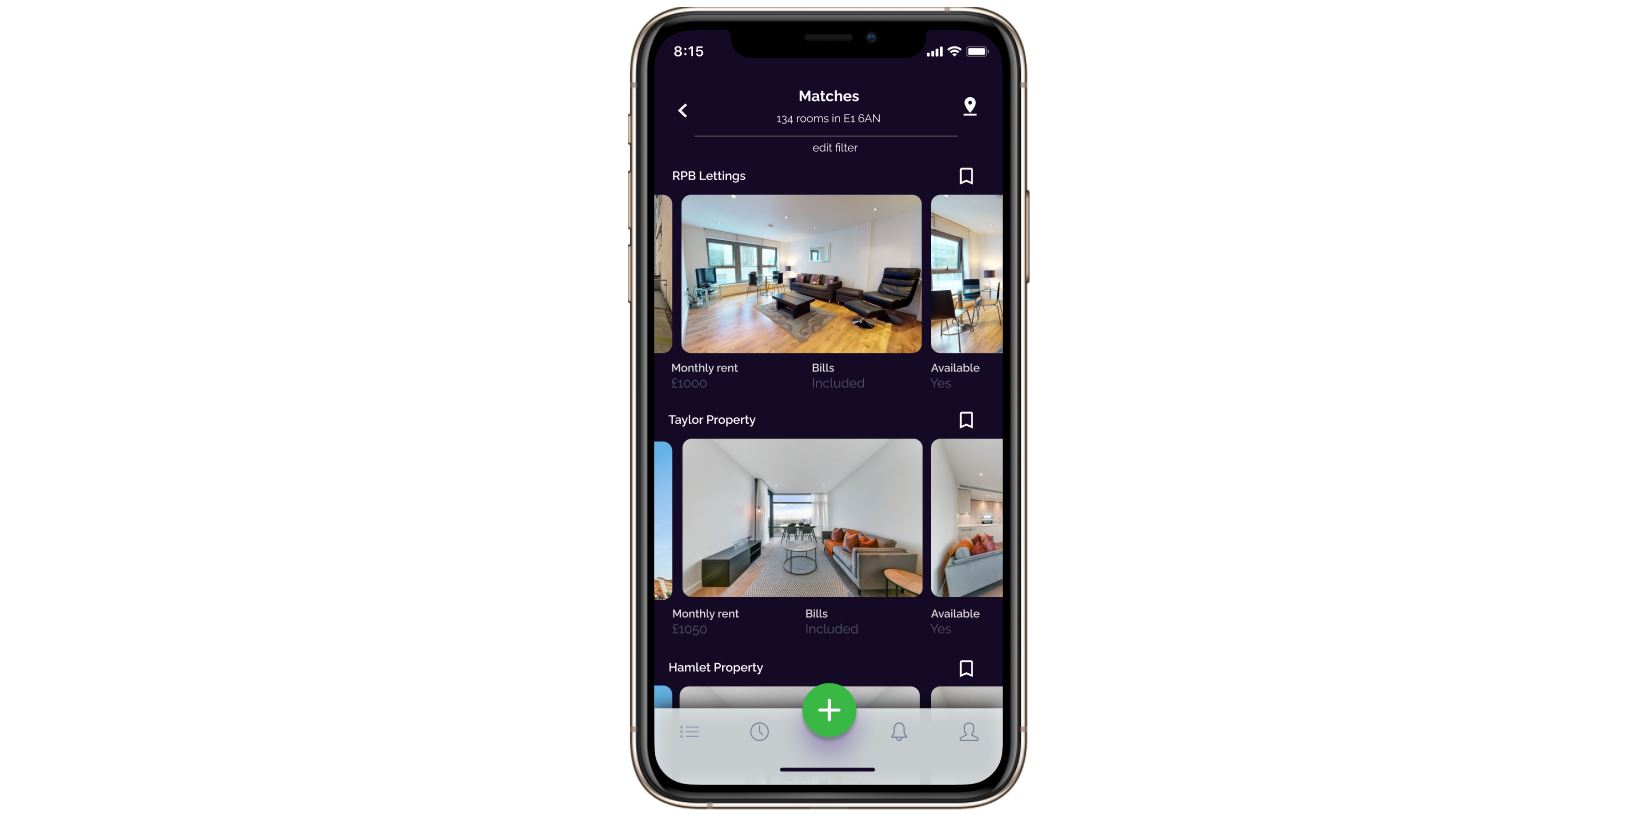 8:15
Matches
134 rooms in E1 6AN
edit filter
RPB Lettings
Monthly rent Bills Available
£1000 Included Yes
Taylor Property
Monthly rent Bills Available
£1050 Included Yes
Hamlet Property